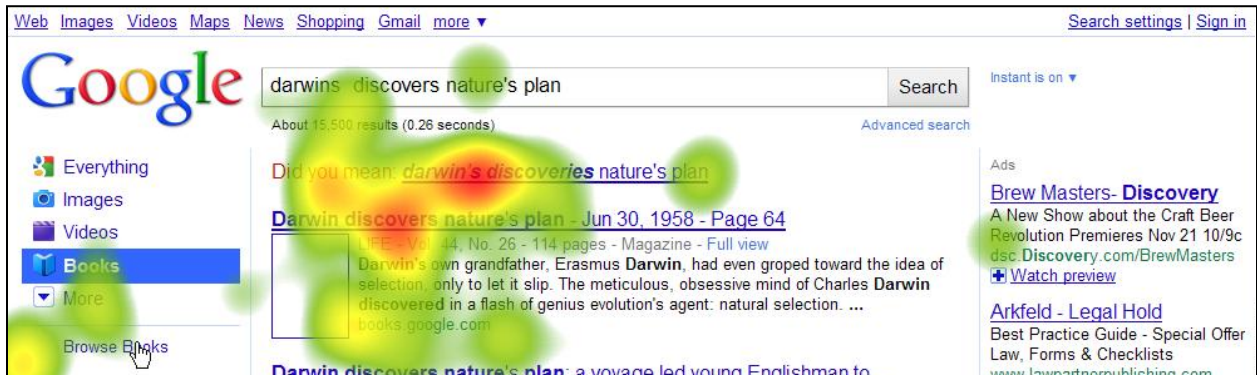 Web Images Videos Maps News Shopping Gmail more ▼
Search settings | Sign in
Google
darwins discovers nature's plan
Search
Instant is on ▼
About 15,500 results (0.26 seconds)
Advanced search
Everything
Images
Videos
Books
More
Browse Books
Did you mean: darwin's discoveries nature's plan
Darwin discovers nature's plan - Jun 30, 1958 - Page 64
LIFE - Vol. 44, No. 26 - 114 pages - Magazine - Full view
Darwin's own grandfather, Erasmus Darwin, had even groped toward the idea of
selection, only to let it slip. The meticulous, obsessive mind of Charles Darwin
discovered in a flash of genius evolution's agent: natural selection. ...
books.google.com
Darwin discovers nature's plan: a voyage led young Englishman to
Ads
Brew Masters- Discovery
A New Show about the Craft Beer
Revolution Premieres Nov 21 10/9c
dsc.Discovery.com/BrewMasters
Watch preview
Arkfeld - Legal Hold
Best Practice Guide - Special Offer
Law, Forms & Checklists
www.lawpartnerpublishing.com